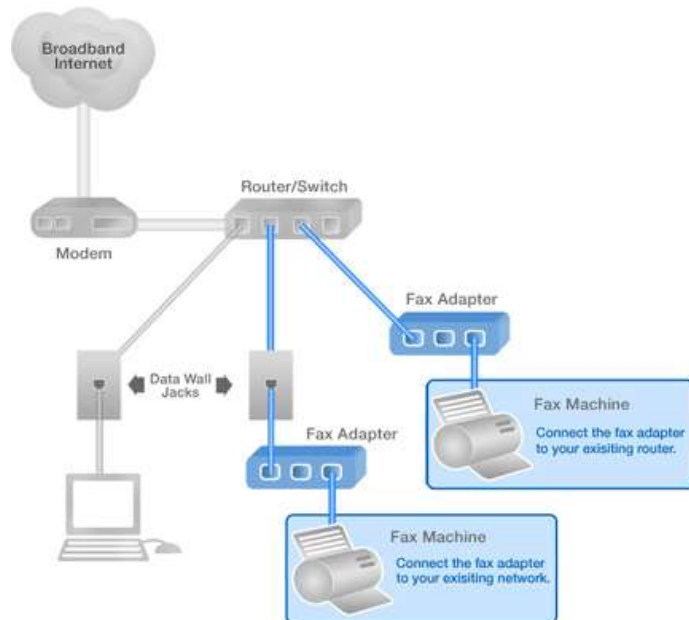 Broadband
Internet
Router/Switch
Modem
Fax Adapter
Data Wall
Jacks
Fax Machine
Connect the fax adapter
to your exisiting router.
Fax Adapter
Fax Machine
Connect the fax adapter
to your exisiting network.